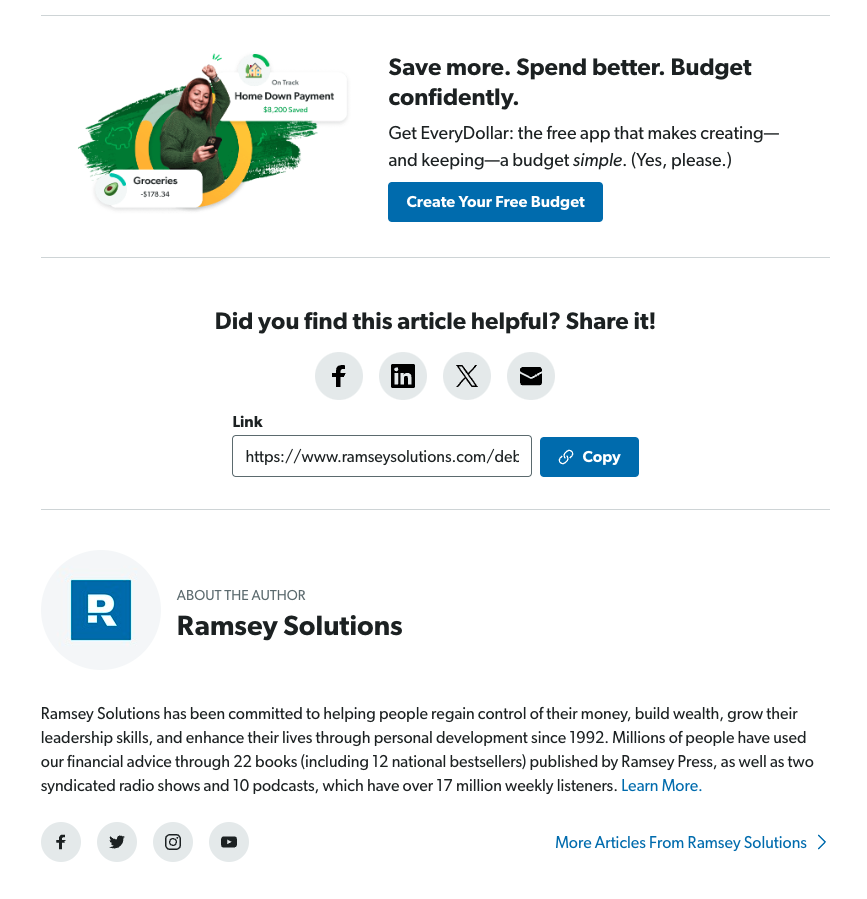 On Track
Home Down Payment
$8,200 Saved
Groceries
-$178.34
Save more. Spend better. Budget
confidently.
Get EveryDollar: the free app that makes creating—
and keeping—a budget simple. (Yes, please.)
Create Your Free Budget
Did you find this article helpful? Share it!
Link
https://www.ramseysolutions.com/deb
Copy
R
ABOUT THE AUTHOR
Ramsey Solutions
Ramsey Solutions has been committed to helping people regain control of their money, build wealth, grow their
leadership skills, and enhance their lives through personal development since 1992. Millions of people have used
our financial advice through 22 books (including 12 national bestsellers) published by Ramsey Press, as well as two
syndicated radio shows and 10 podcasts, which have over 17 million weekly listeners. Learn More.
More Articles From Ramsey Solutions